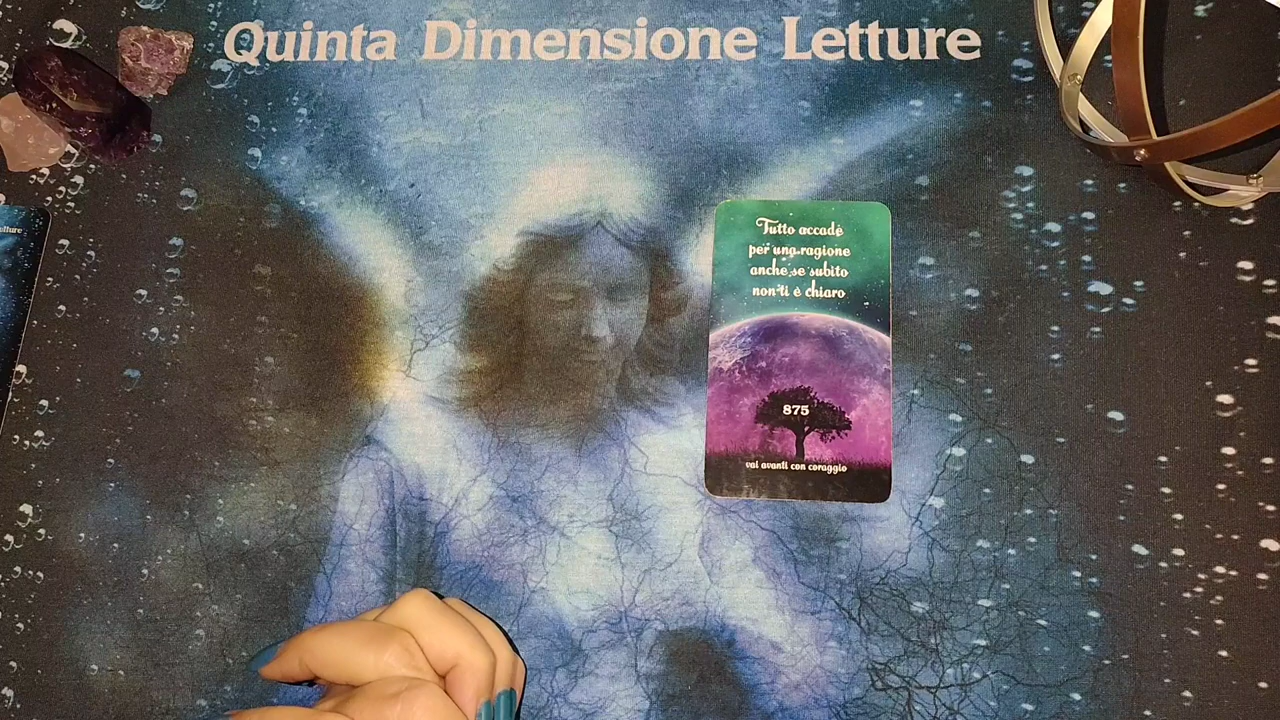 Quinta Dimensione Letture
Tutto accade
per una ragione
anche se subito
non ti è chiaro
875
vai avanti con coraggio